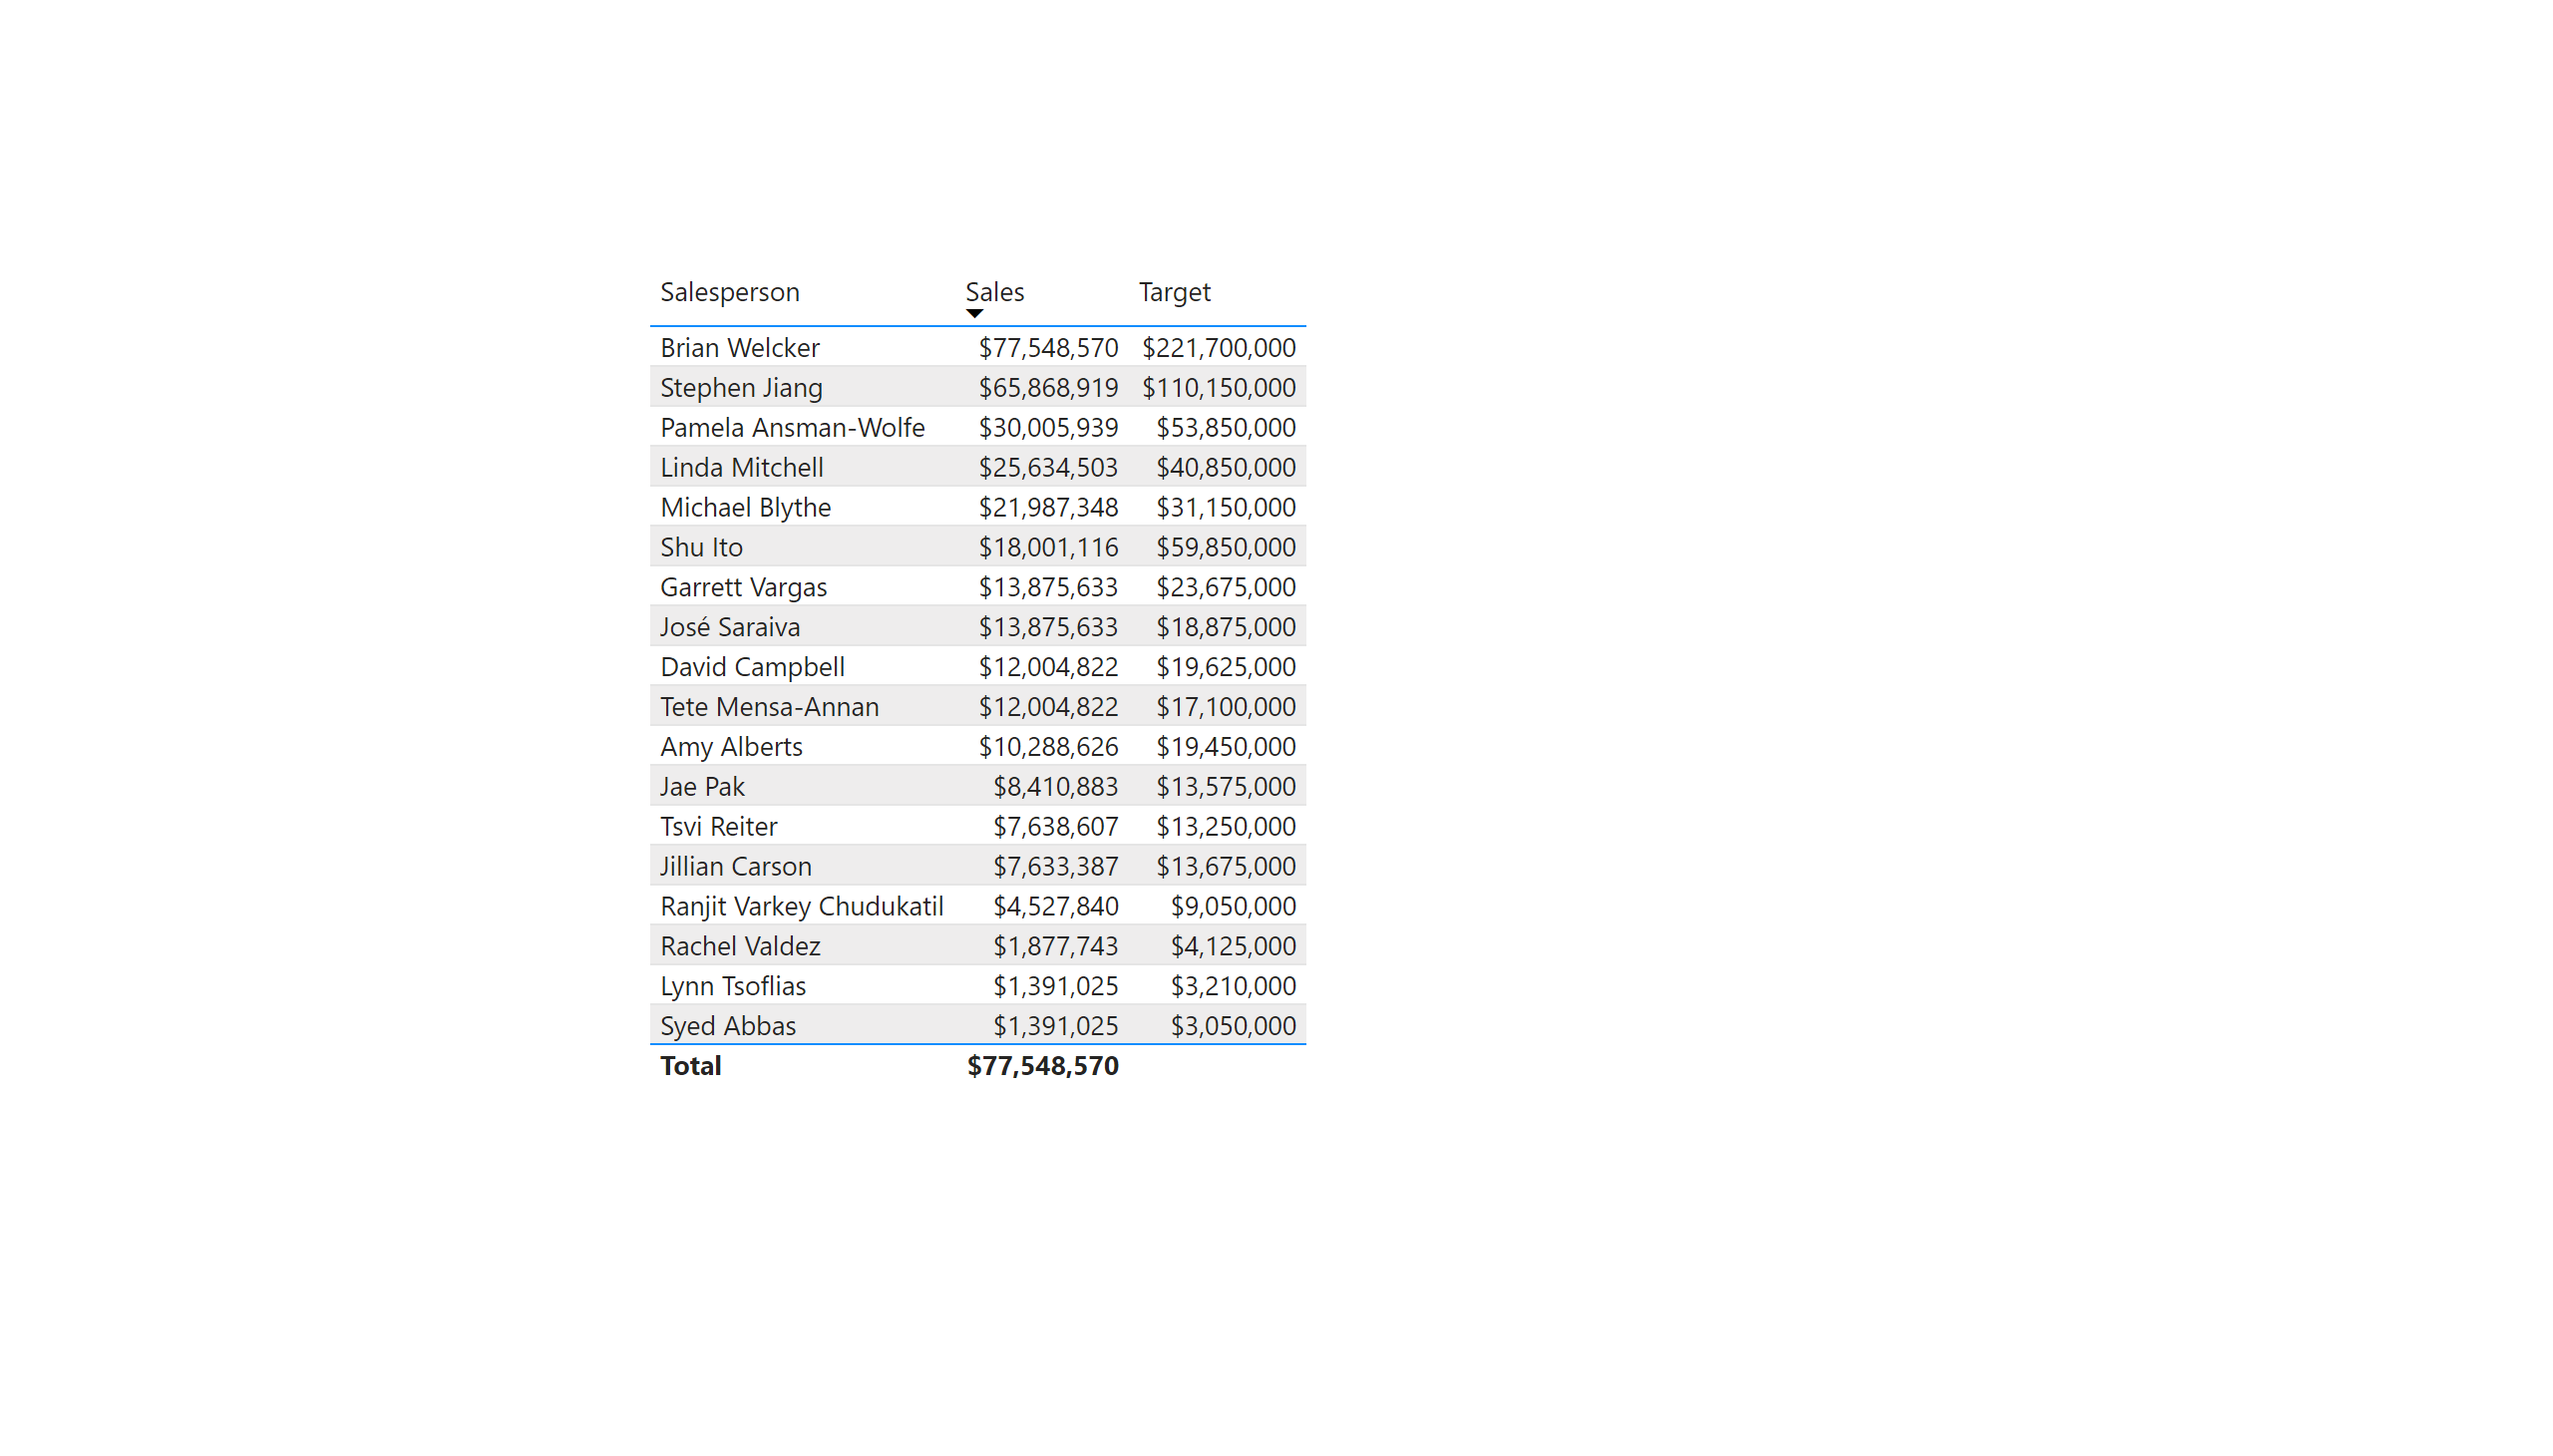 Salesperson Sales Target
Brian Welcker $77,548,570 $221,700,000
Stephen Jiang $65,868,919 $110,150,000
Pamela Ansman-Wolfe $30,005,939 $53,850,000
Linda Mitchell $25,634,503 $40,850,000
Michael Blythe $21,987,348 $31,150,000
Shu Ito $18,001,116 $59,850,000
Garrett Vargas $13,875,633 $23,675,000
José Saraiva $13,875,633 $18,875,000
David Campbell $12,004,822 $19,625,000
Tete Mensa-Annan $12,004,822 $17,100,000
Amy Alberts $10,288,626 $19,450,000
Jae Pak $8,410,883 $13,575,000
Tsvi Reiter $7,638,607 $13,250,000
Jillian Carson $7,633,387 $13,675,000
Ranjit Varkey Chudukatil $4,527,840 $9,050,000
Rachel Valdez $1,877,743 $4,125,000
Lynn Tsoflias $1,391,025 $3,210,000
Syed Abbas $1,391,025 $3,050,000
Total $77,548,570